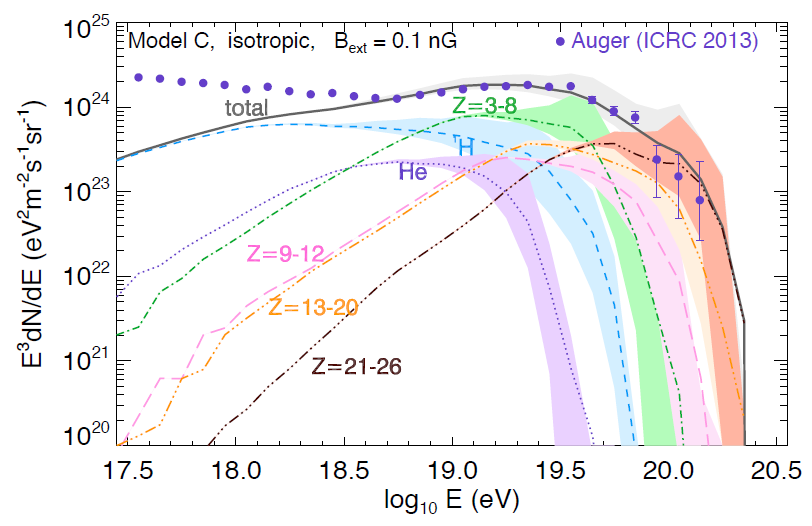 Model C, isotropic, B_ext = 0.1 nG
Auger (ICRC 2013)
10^25
10^24
10^23
10^22
10^21
10^20
E^3dN/dE (eV^2m^-2s^-1sr^-1)
total
Z=3-8
H
He
Z=9-12
Z=13-20
Z=21-26
17.5 18.0 18.5 19.0 19.5 20.0 20.5
log_10 E (eV)